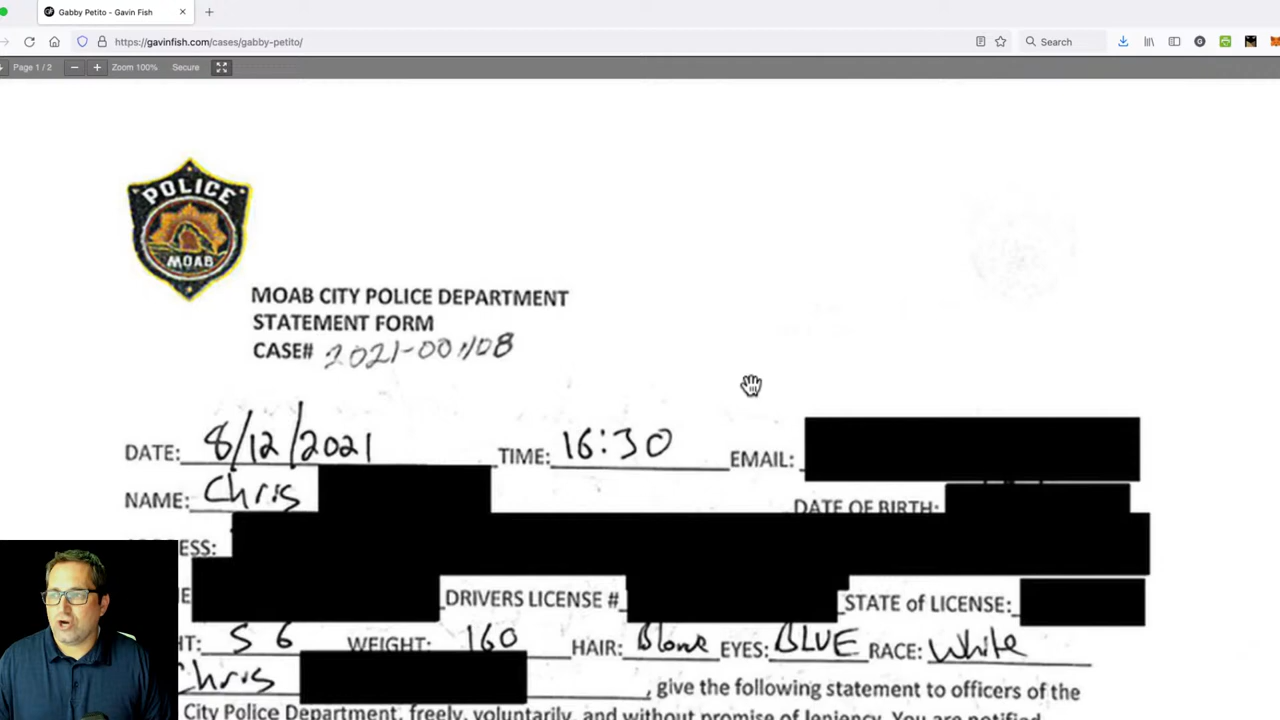 Gabby Petito - Gavin Fish
https://gavinfish.com/cases/gabby-petito/
Search
Page 1 / 2
Zoom 100%
Secure
POLICE
MOAB
MOAB CITY POLICE DEPARTMENT
STATEMENT FORM
CASE#
DATE: 8/12/2021 TIME: 16:30 EMAIL:
NAME: Chris DATE OF BIRTH:
ESS:
E DRIVERS LICENSE # STATE of LICENSE:
HT: 5 6 WEIGHT: 160 HAIR: EYES: BLUE RACE: White
Chris , give the following statement to officers of the
City Police Department, freely, voluntarily, and without promise of leniency. You are notified